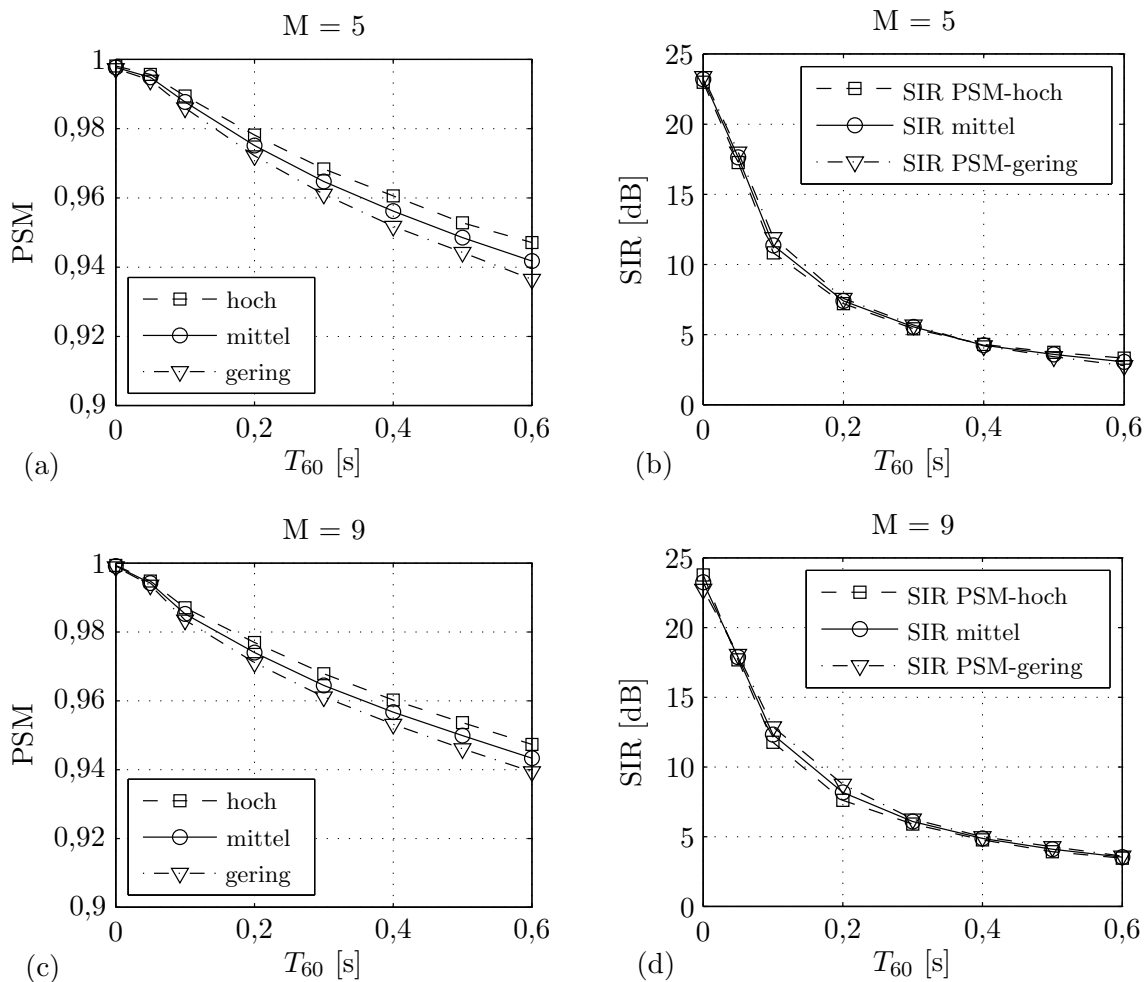 M = 5
1
0,98
0,96
0,94
0,92
0,9
PSM
hoch
mittel
gering
0
0,2
0,4
0,6
T60 [s]
(a)
M = 5
25
20
15
10
5
0
SIR [dB]
SIR PSM-hoch
SIR mittel
SIR PSM-gering
0
0,2
0,4
0,6
T60 [s]
(b)
M = 9
1
0,98
0,96
0,94
0,92
0,9
PSM
hoch
mittel
gering
0
0,2
0,4
0,6
T60 [s]
(c)
M = 9
25
20
15
10
5
0
SIR [dB]
SIR PSM-hoch
SIR mittel
SIR PSM-gering
0
0,2
0,4
0,6
T60 [s]
(d)